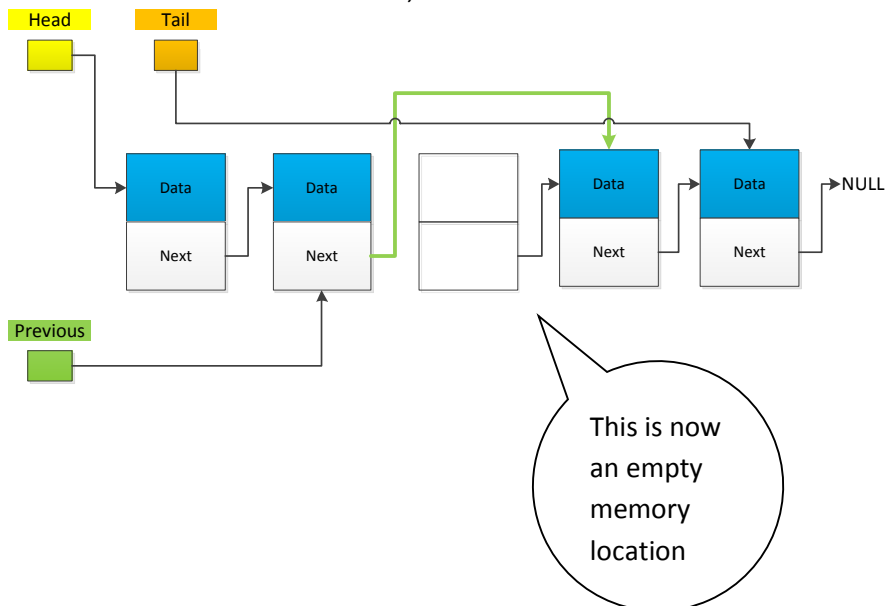 Head
Tail
Data
Data
Data
Data
NULL
Next
Next
Next
Next
Previous
This is now
an empty
memory
location